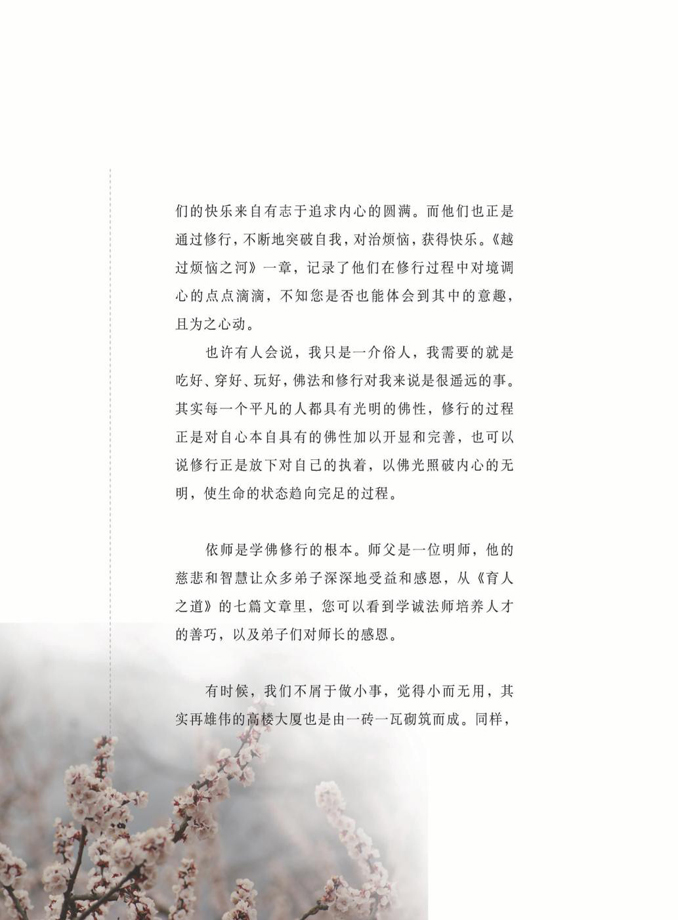 们的快乐来自有志于追求内心的圆满。而他们也正是
通过修行，不断地突破自我，对治烦恼，获得快乐。《越
过烦恼之河》一章，记录了他们在修行过程中对境调
心的点点滴滴，不知您是否也能体会到其中的意趣，
且为之心动。
也许有人会说，我只是一介俗人，我需要的就是
吃好、穿好、玩好，佛法和修行对我来说是很遥远的事。
其实每一个平凡的人都具有光明的佛性，修行的过程
正是对自心本自具有的佛性加以开显和完善，也可以
说修行正是放下对自己的执着，以佛光照破内心的无
明，使生命的状态趋向完足的过程。
依师是学佛修行的根本。师父是一位明师，他的
慈悲和智慧让众多弟子深深地受益和感恩，从《育人
之道》的七篇文章里，您可以看到学诚法师培养人才
的善巧，以及弟子们对师长的感恩。
有时候，我们不屑于做小事，觉得小而无用，其
实再雄伟的高楼大厦也是由一砖一瓦砌筑而成。同样，